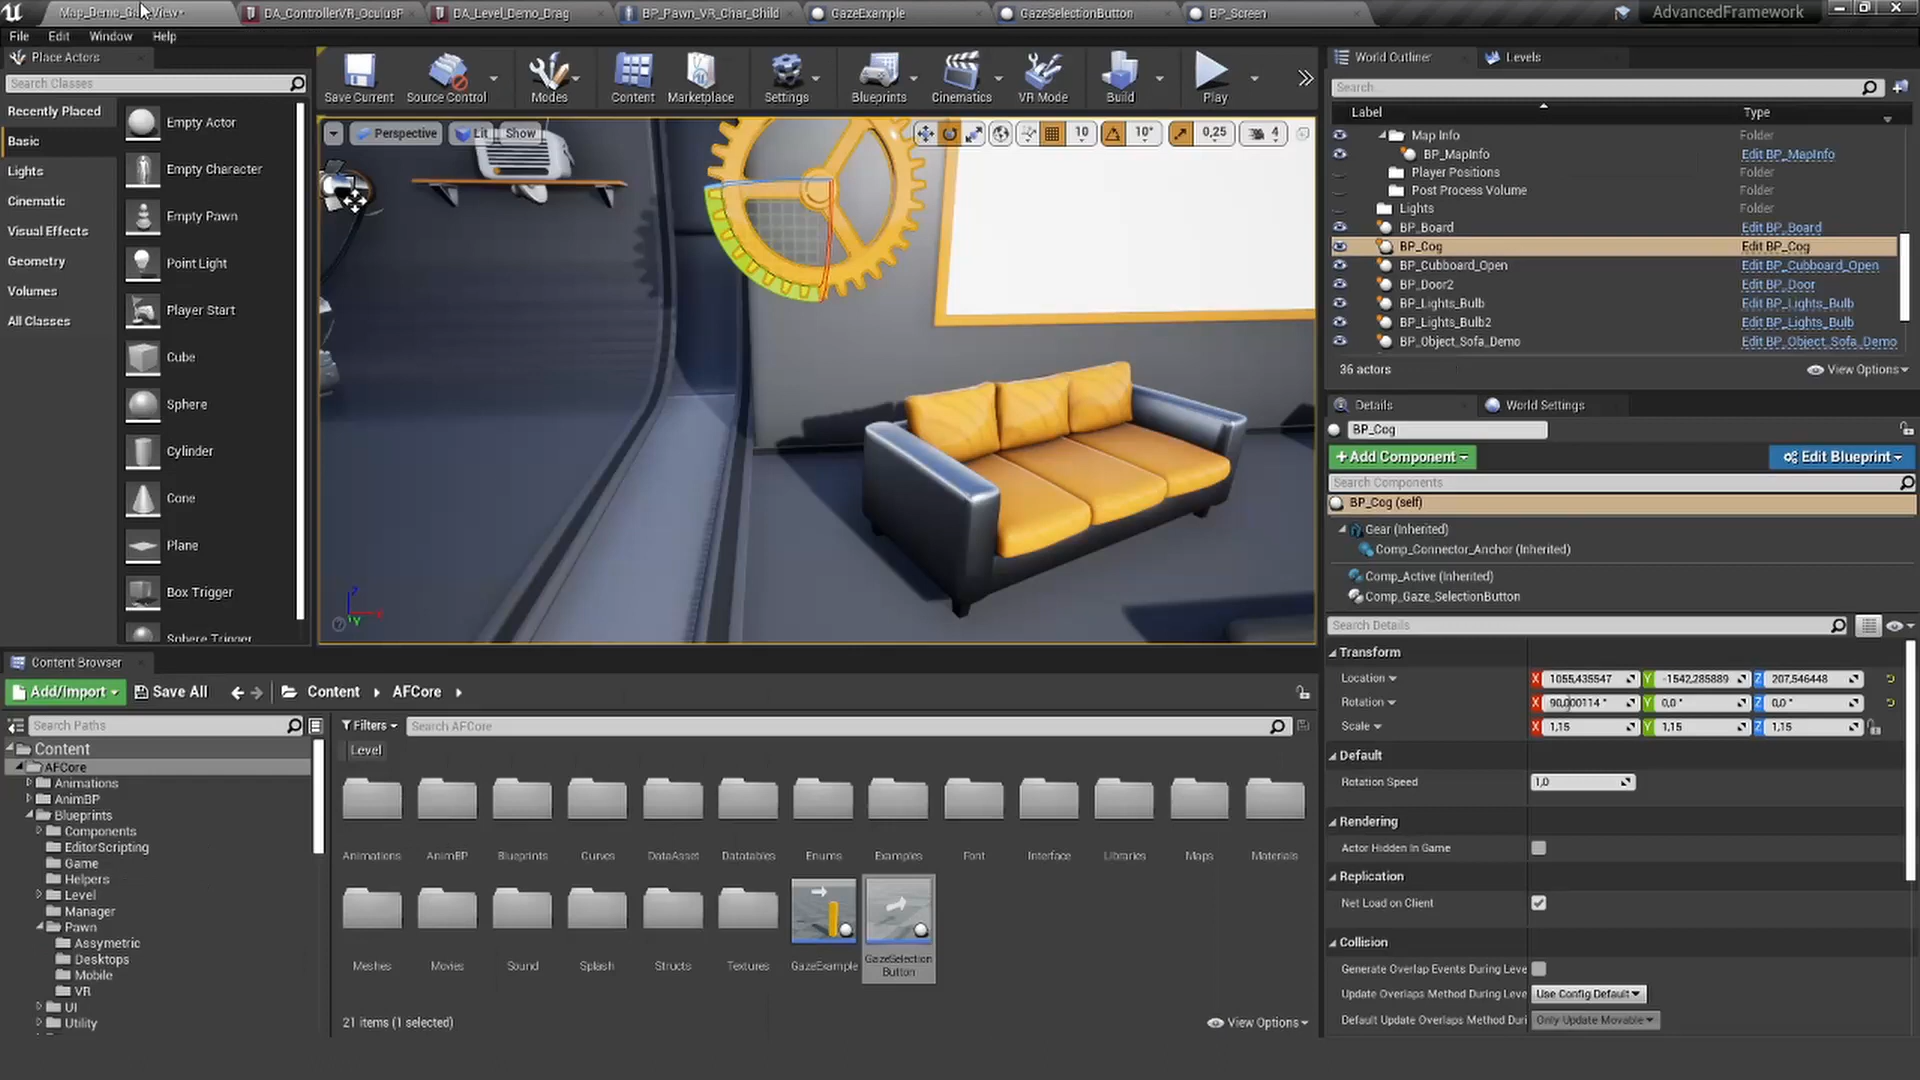 DA_ControllerVR_OculusP
DA_Level_Demo_Drag
BP_Pawn_VR_Char_Child
GazeExample
GazeSelectionButton
BP_Screen
AdvancedFramework
File
Edit
Window
Help
Place Actors
Search Classes
Recently Placed
Basic
Lights
Cinematic
Visual Effects
Geometry
Volumes
All Classes
Empty Actor
Empty Character
Empty Pawn
Point Light
Player Start
Cube
Sphere
Cylinder
Cone
Plane
Box Trigger
Sphere Trigger
Save Current
Source Control
Modes
Content
Marketplace
Settings
Blueprints
Cinematics
VR Mode
Build
Play
Perspective
Lit
Show
10
10°
0,25
4
World Outliner
Levels
Search...
Label
Type
Map Info
Folder
BP_MapInfo
Edit BP_MapInfo
Player Positions
Folder
Post Process Volume
Folder
Lights
Folder
BP_Board
Edit BP_Board
BP_Cog
Edit BP_Cog
BP_Cubboard_Open
Edit BP_Cubboard_Open
BP_Door2
Edit BP_Door
BP_Lights_Bulb
Edit BP_Lights_Bulb
BP_Lights_Bulb2
Edit BP_Lights_Bulb
BP_Object_Sofa_Demo
Edit BP_Object_Sofa_Demo
36 actors
View Options
Details
World Settings
BP_Cog
+Add Component
Edit Blueprint
Search Components
BP_Cog (self)
Gear (Inherited)
Comp_Connector_Anchor (Inherited)
Comp_Active (Inherited)
Comp_Gaze_SelectionButton
Search Details
Transform
Location
X 1055,435547 Y -1542,285889 Z 207,546448
Rotation
X 90,000114 ° Y 0,0 ° Z 0,0 °
Scale
X 1,15 Y 1,15 Z 1,15
Default
Rotation Speed
1,0
Rendering
Actor Hidden In Game
Replication
Net Load on Client
Collision
Generate Overlap Events During Leve
Update Overlaps Method During Leve
Use Config Default
Default Update Overlaps Method Duri
Only Update Movable
Content Browser
Add/Import
Save All
Content
AFCore
Search Paths
Filters
Search AFCore
Level
Content
AFCore
Animations
AnimBP
Blueprints
Components
EditorScripting
Game
Helpers
Level
Manager
Pawn
Assymetric
Desktops
Mobile
VR
UI
Utility
Animations
AnimBP
Blueprints
Curves
DataAsset
Datatables
Enums
Examples
Font
Interface
Libraries
Maps
Materials
Meshes
Movies
Sound
Splash
Structs
Textures
GazeExample
GazeSelection
Button
21 items (1 selected)
View Options